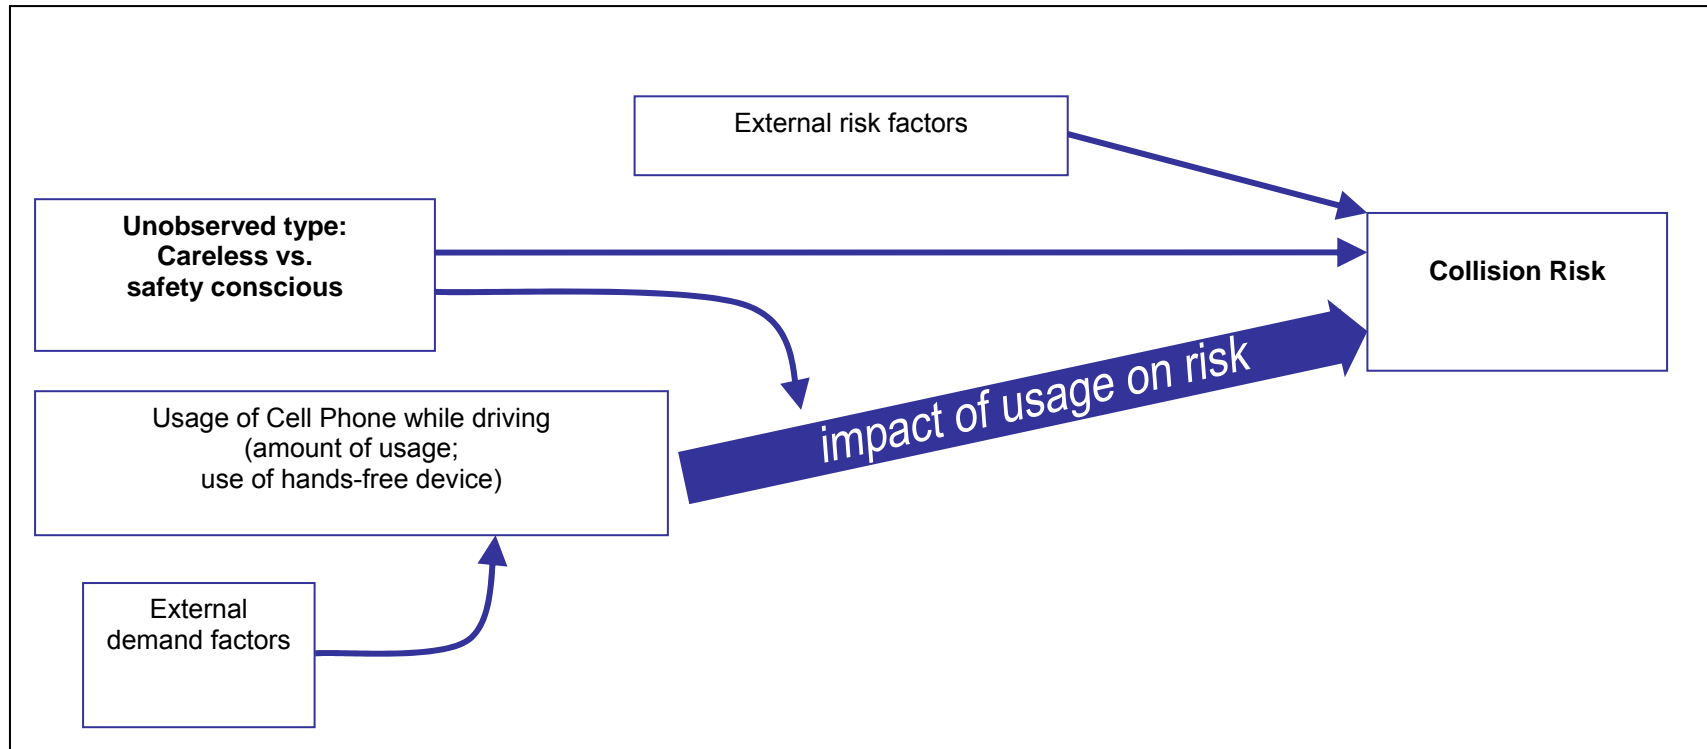 External risk factors
Unobserved type:
Careless vs.
safety conscious
Collision Risk
impact of usage on risk
Usage of Cell Phone while driving
(amount of usage;
use of hands-free device)
External
demand factors